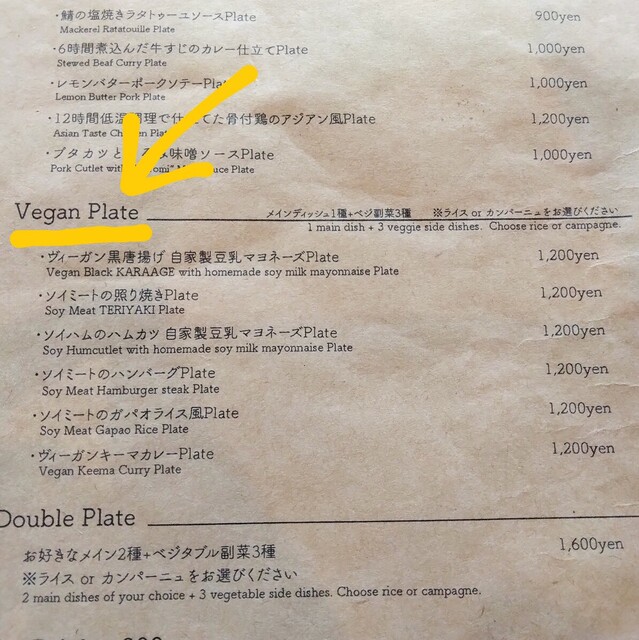 ・鯖の塩焼きラタトゥーユソースPlate 900yen
Mackerel Ratatouille Plate
・6時間煮込んだ牛すじのカレー仕立てPlate 1,000yen
Stewed Beef Curry Plate
・レモンバターポークソテーPlat 1,000yen
Lemon Butter Pork Plate
・12時間低温調理で仕立てた骨付鶏のアジアン風Plate 1,200yen
Asian Taste Plat
・ブタカツと 味噌ソースPlate 1,000yen
Pork Cutlet with Plate
Vegan Plate メインディッシュ1種+ベジ副菜3種 ※ライス or カンパーニュをお選びください
1 main dish + 3 veggie side dishes. Choose rice or campagne.
・ヴィーガン黒唐揚げ 自家製豆乳マヨネーズPlate 1,200yen
Vegan Black KARAAGE with homemade soy milk mayonnaise Plate
・ソイミートの照り焼きPlate 1,200yen
Soy Meat TERIYAKI Plate
・ソイハムのハムカツ 自家製豆乳マヨネーズPlate 1,200yen
Soy Humcutlet with homemade soy milk mayonnaise Plate
・ソイミートのハンバーグPlate 1,200yen
Soy Meat Hamburger steak Plate
・ソイミートのガパオライス風Plate 1,200yen
Soy Meat Gapao Rice Plate
・ヴィーガンキーマカレーPlate 1,200yen
Vegan Keema Curry Plate
Double Plate
お好きなメイン2種+ベジタブル副菜3種 1,600yen
※ライス or カンパーニュをお選びください
2 main dishes of your choice + 3 vegetable side dishes. Choose rice or campagne.